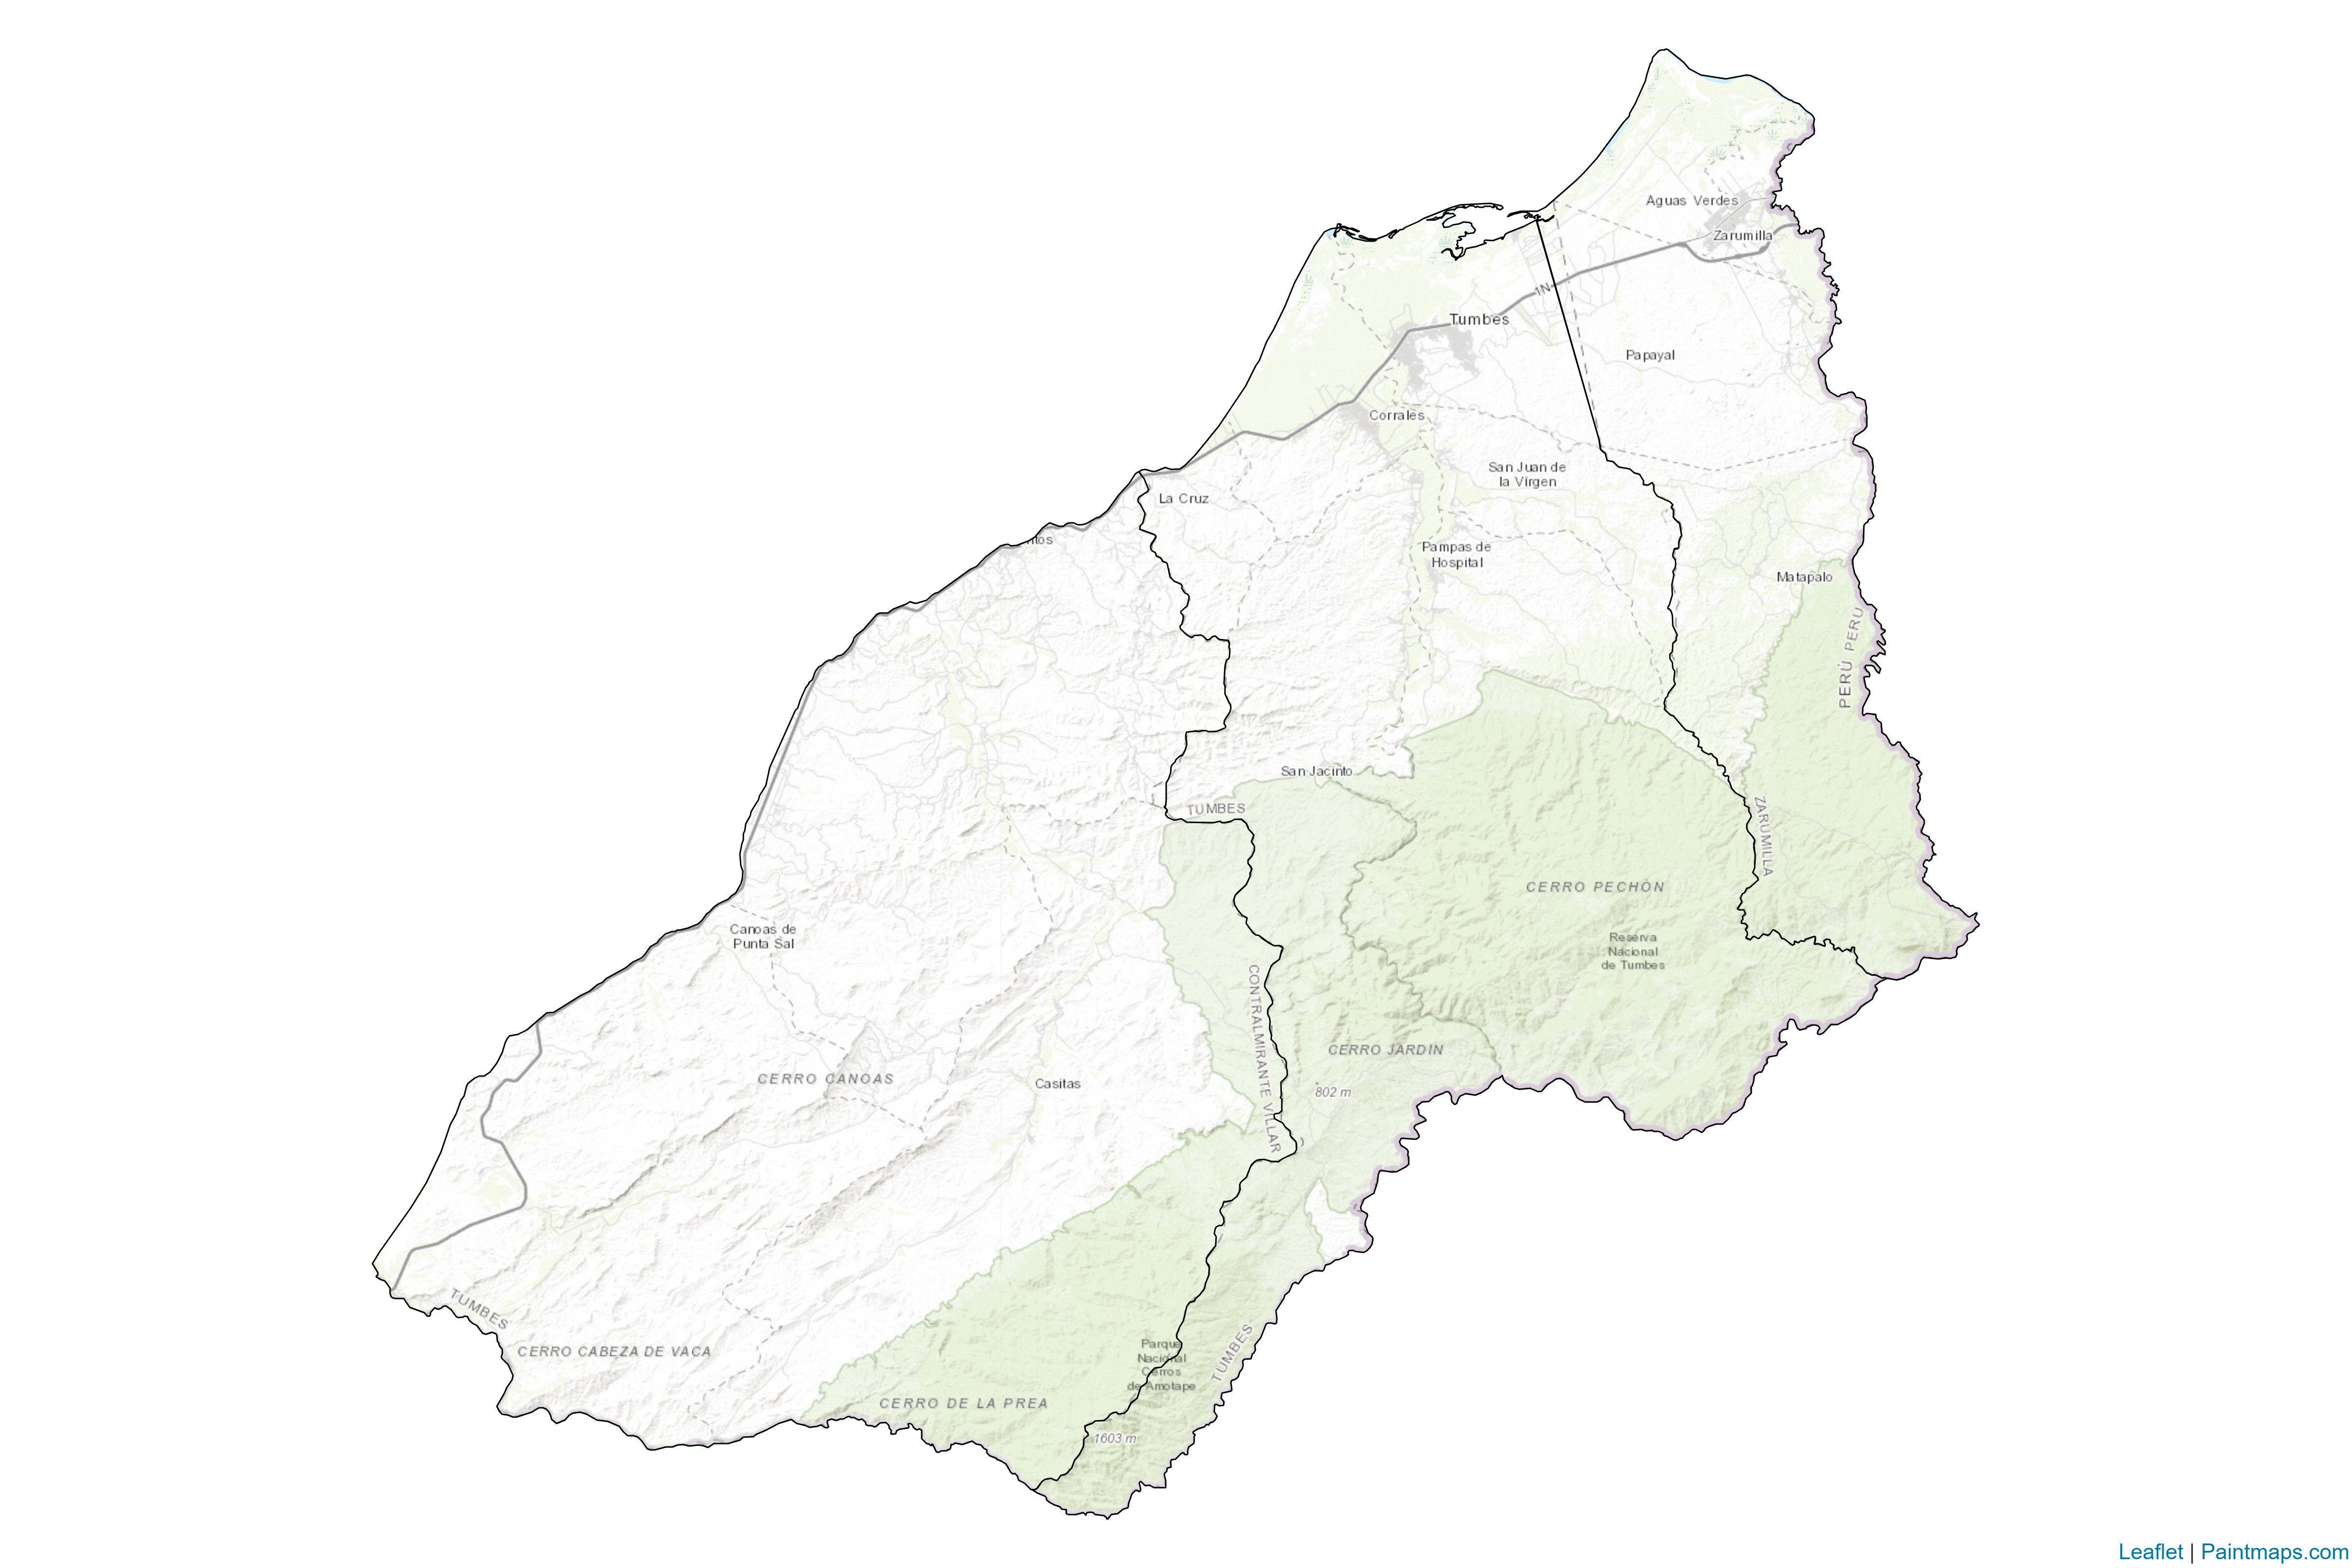 Aguas Verdes
Zarumilla
1N
Tumbes
Papayal
Corrales
San Juan de
la Vírgen
La Cruz
Pampas de
Hospital
Matapalo
PERÚ PERU
San Jacinto
TUMBES
ZARUMILLA
CERRO PECHÓN
Canoas de
Punta Sal
Reserva
Nacional
de Tumbes
CONTRALMIRANTE VILLAR
CERRO JARDIN
CERRO CANOAS
Casitas
802 m
TUMBES
CERRO CABEZA DE VACA
TUMBES
Parque
Nacional
Cerros
de Amotape
CERRO DE LA PREA
1603 m
Leaflet | Paintmaps.com